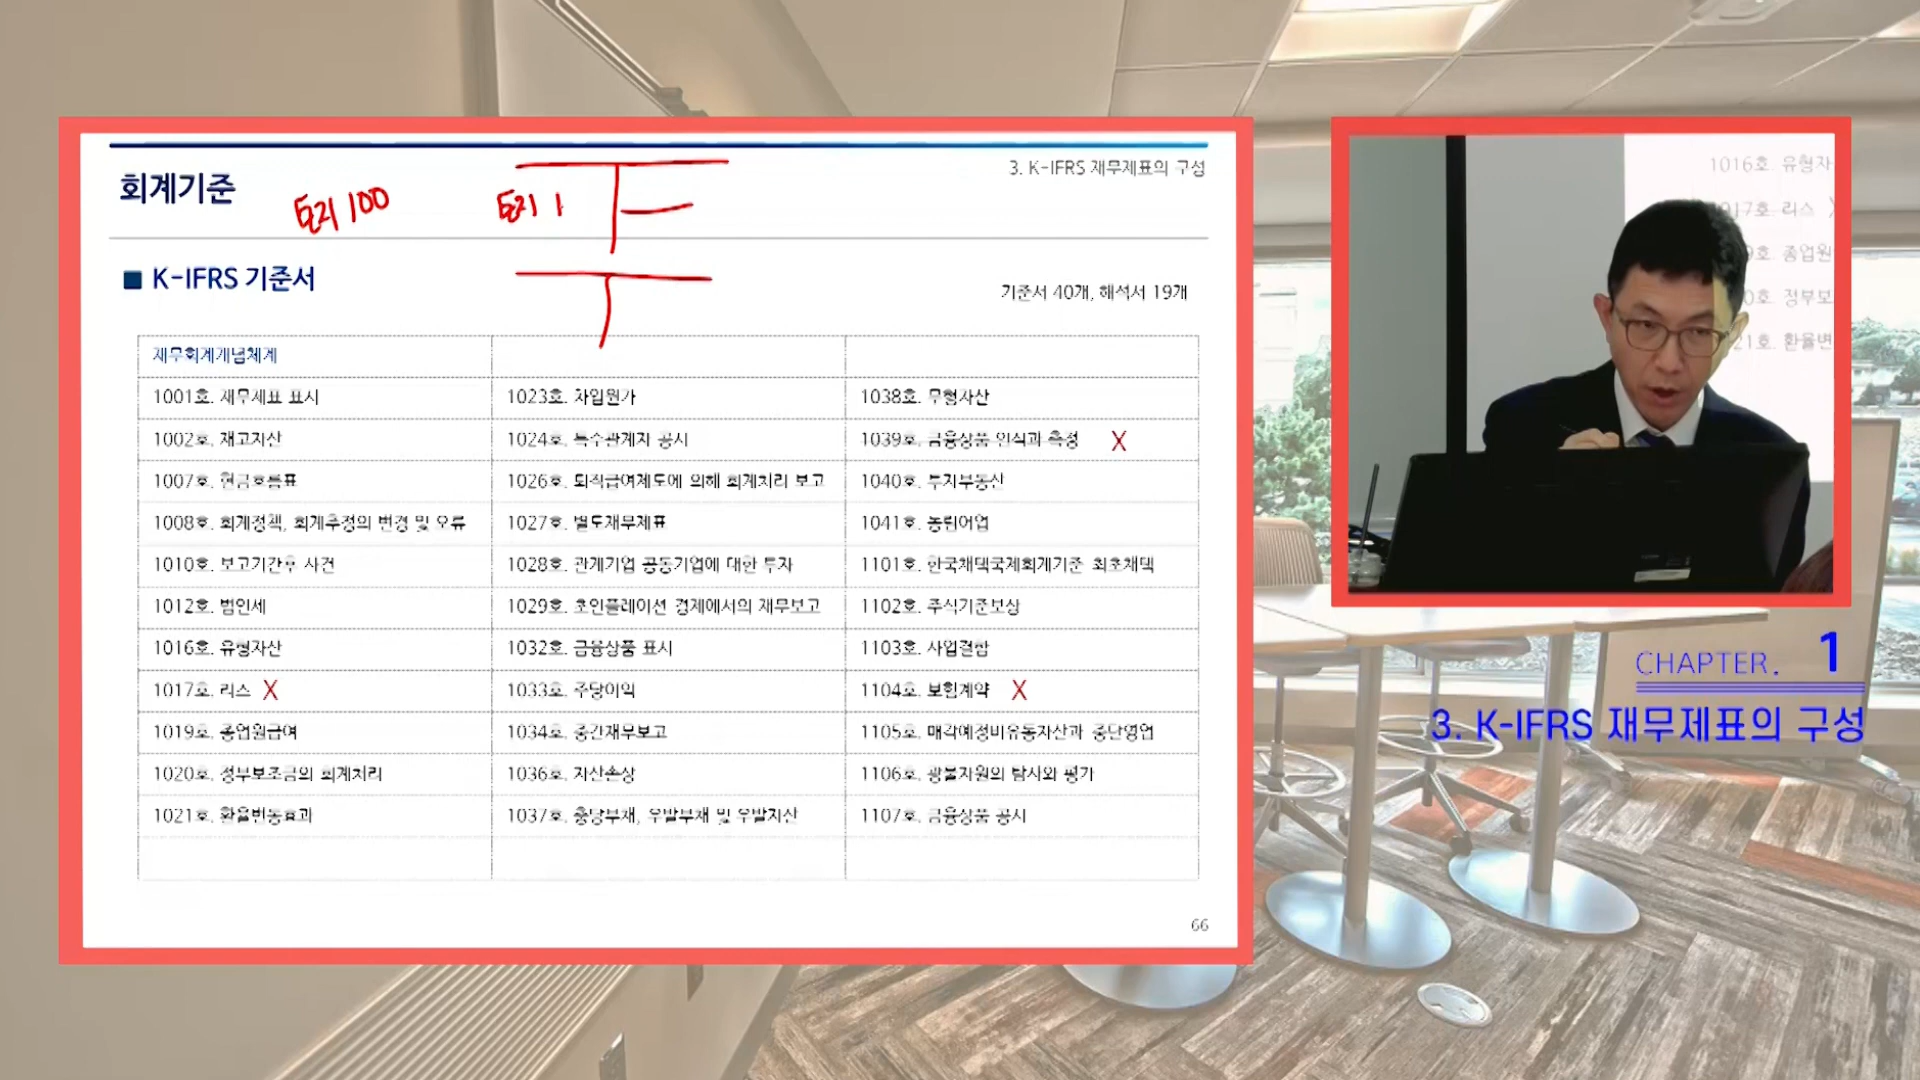 회계기준
토지 100
토지 1
3. K-IFRS 재무제표의 구성
K-IFRS 기준서
기준서 40개, 해석서 19개
재무회계개념체계
1001호. 재무제표 표시
1023호. 차입원가
1038호. 무형자산
1002호. 재고자산
1024호. 특수관계자 공시
1039호. 금융상품 인식과 측정 X
1007호. 현금흐름표
1026호. 퇴직급여제도에 의해 회계처리 보고
1040호. 투자부동산
1008호. 회계정책, 회계추정의 변경 및 오류
1027호. 별도재무제표
1041호. 농림어업
1010호. 보고기간후 사건
1028호. 관계기업 공동기업에 대한 투자
1101호. 한국채택국제회계기준 최초채택
1012호. 법인세
1029호. 초인플레이션 경제에서의 재무보고
1102호. 주식기준보상
1016호. 유형자산
1032호. 금융상품 표시
1103호. 사업결합
1017호. 리스 X
1033호. 주당이익
1104호. 보험계약 X
1019호. 종업원급여
1034호. 중간재무보고
1105호. 매각예정비유동자산과 중단영업
1020호. 정부보조금의 회계처리
1036호. 자산손상
1106호. 광물자원의 탐사와 평가
1021호. 환율변동효과
1037호. 충당부채, 우발부채 및 우발자산
1107호. 금융상품 공시
66
1016호. 유형자
017호. 리스
9호. 종업원
0호. 정부보
21호. 환율변
CHAPTER. 1
3. K-IFRS 재무제표의 구성